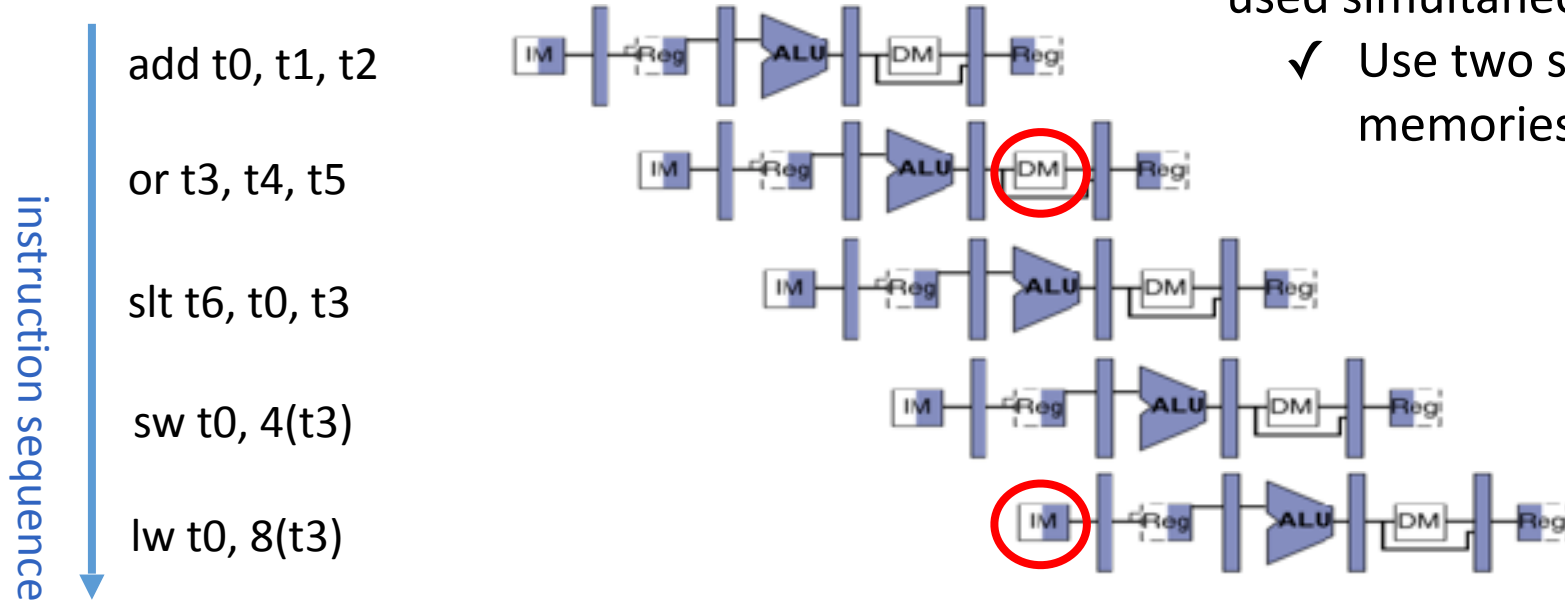 used simultaneo
✓ Use two s
memories
instruction sequence
add t0, t1, t2
IM Reg ALU DM Reg
or t3, t4, t5
IM Reg ALU DM Reg
slt t6, t0, t3
IM Reg ALU DM Reg
sw t0, 4(t3)
IM Reg ALU DM Reg
lw t0, 8(t3)
IM Reg ALU DM Reg